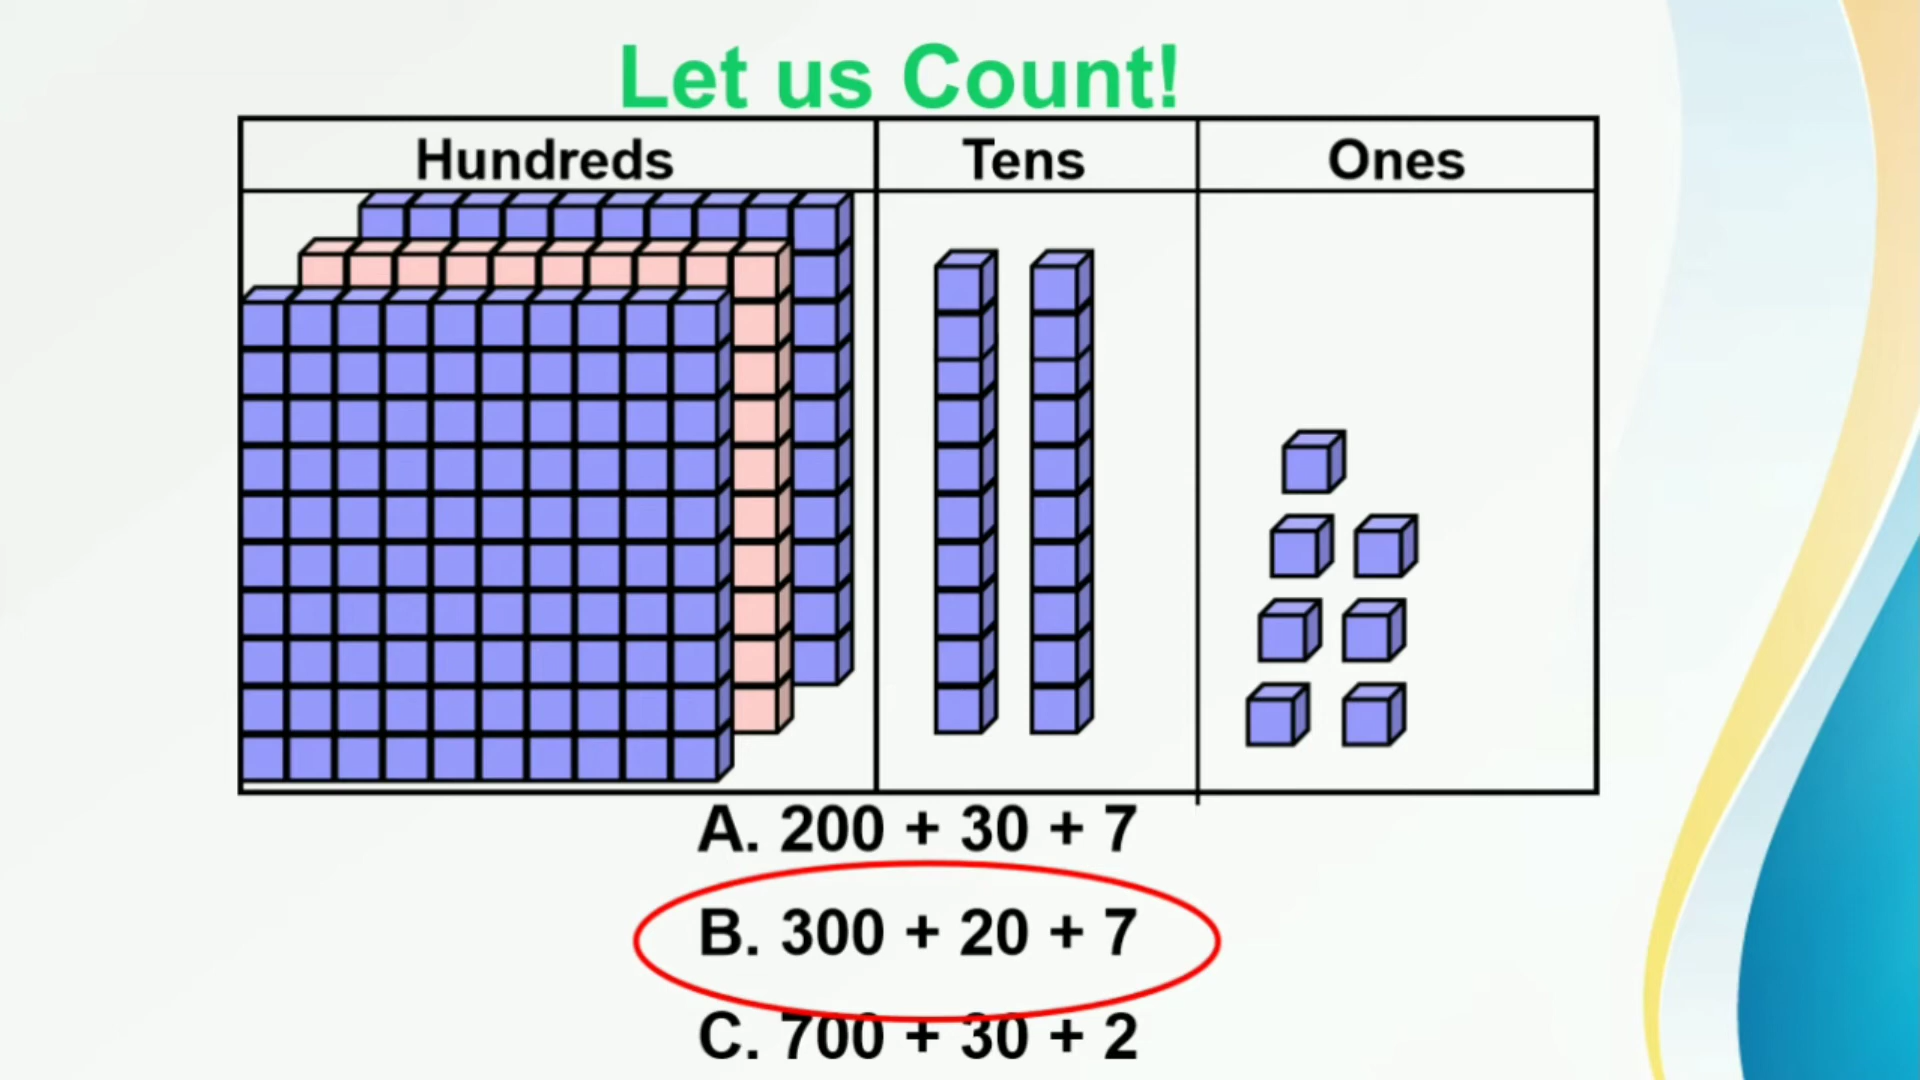 Let us Count!
Hundreds Tens Ones
A. 200 + 30 + 7
B. 300 + 20 + 7
C. 700 + 30 + 2